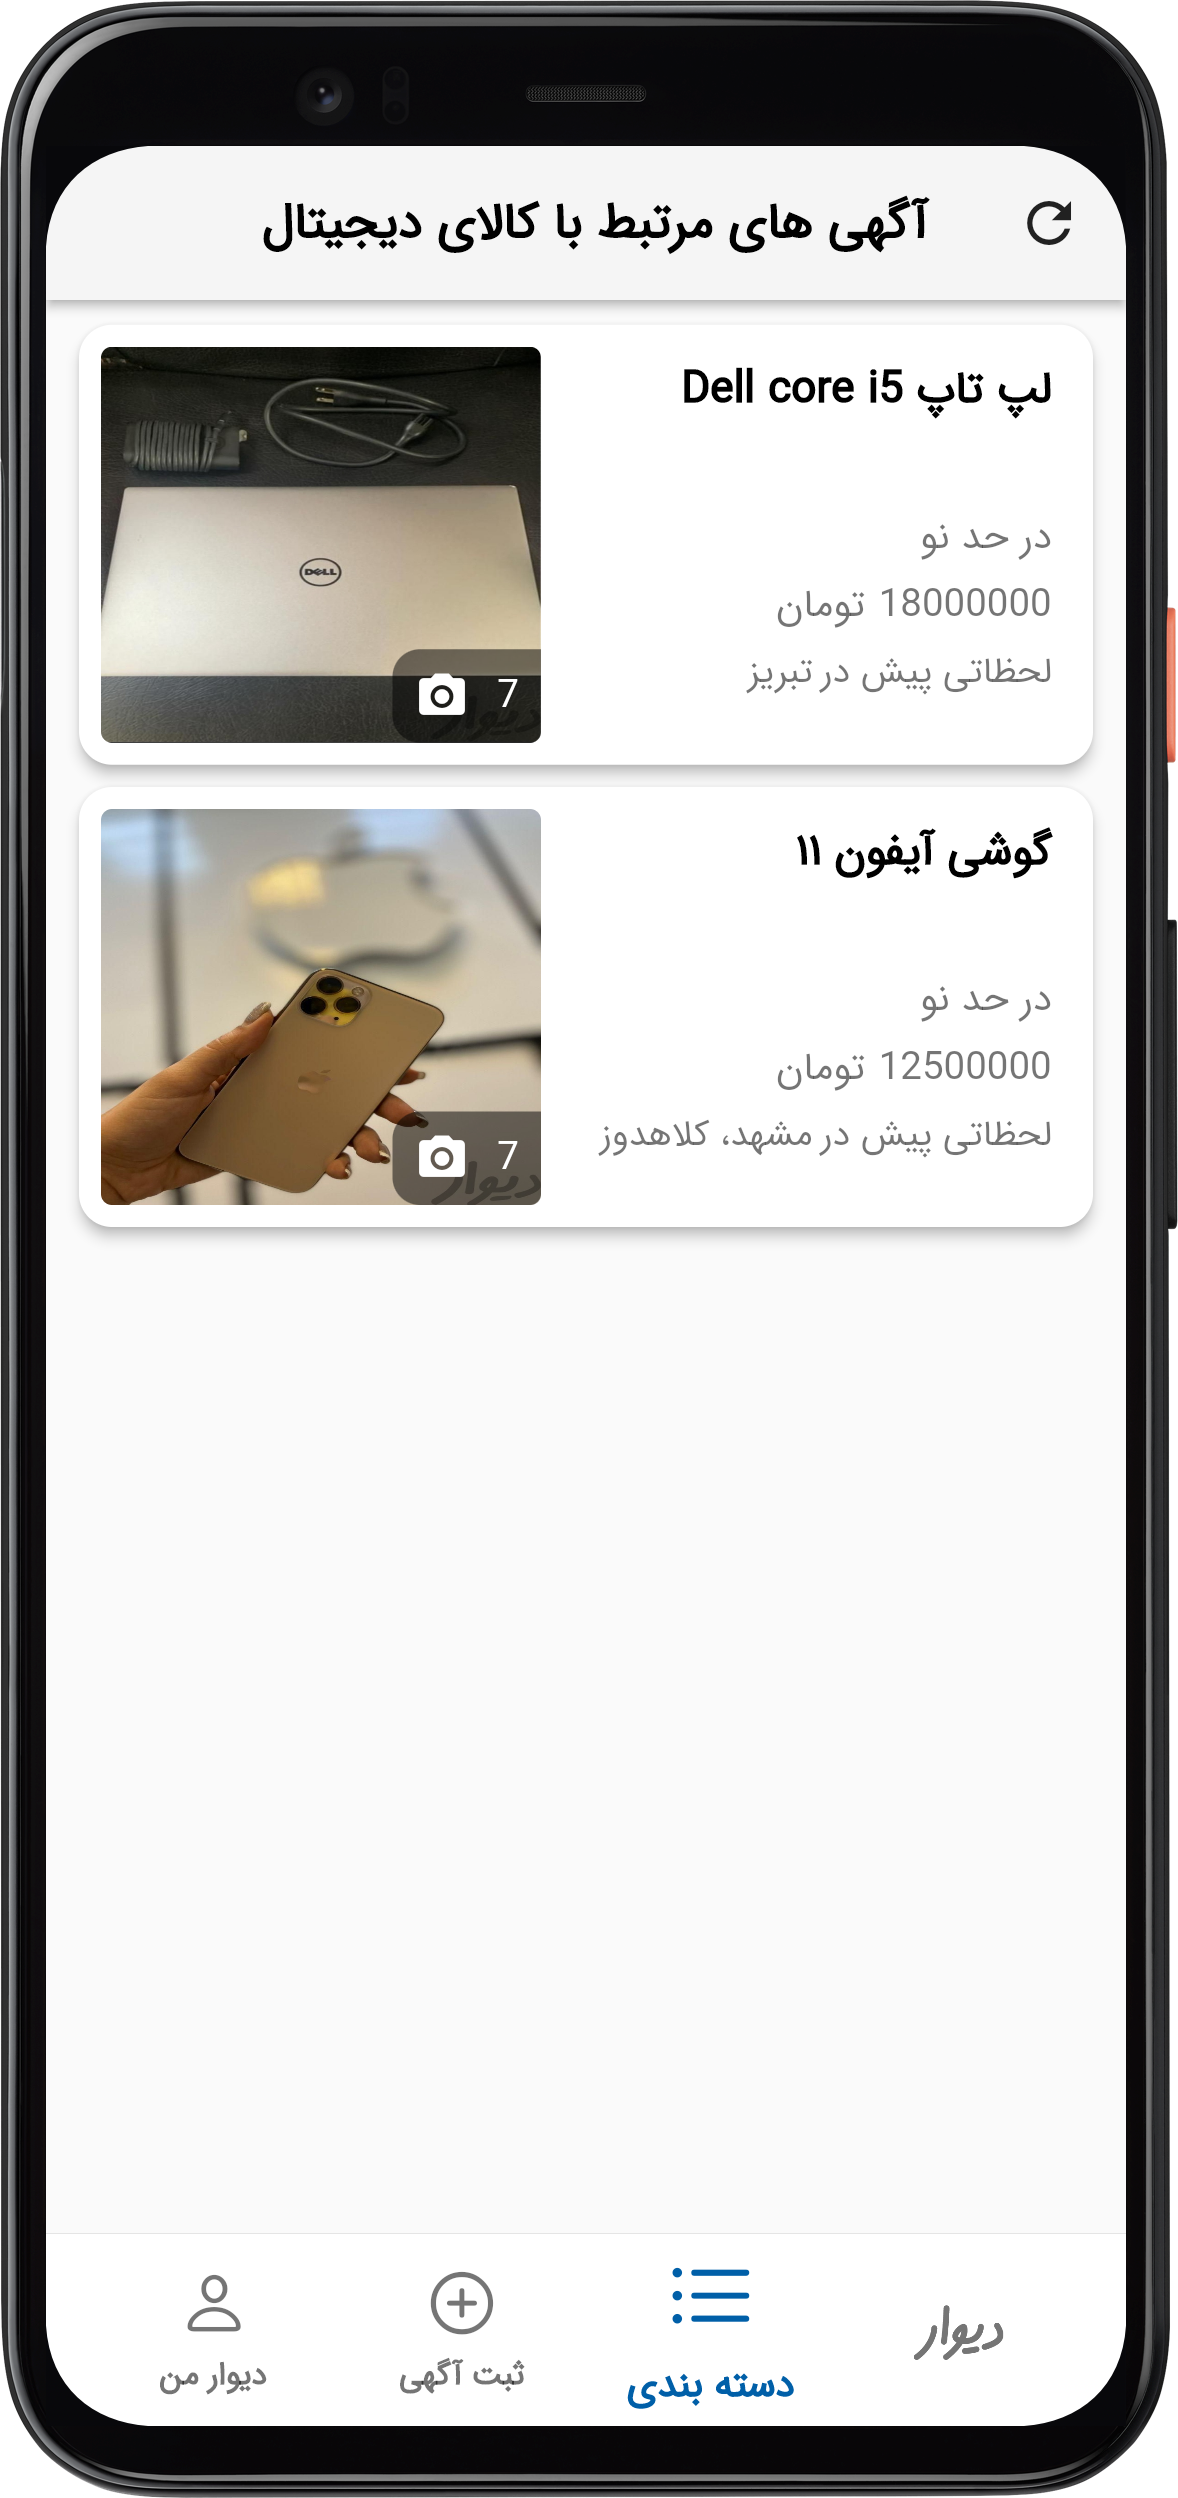 آگهی های مرتبط با کالای دیجیتال
لپ تاپ Dell core i5
در حد نو
18000000 تومان
لحظاتی پیش در تبریز
DELL
7
دیوار
گوشی آیفون ۱۱
در حد نو
12500000 تومان
لحظاتی پیش در مشهد، کلاهدوز
7
دیوار
دیوار
دسته بندی
ثبت آگهی
دیوار من